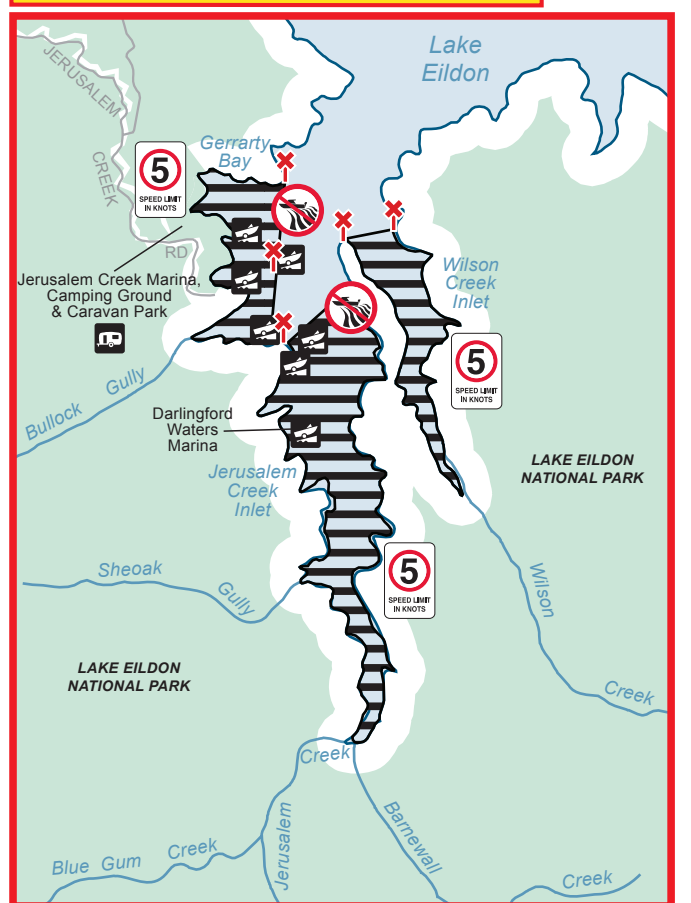 Lake
Eildon
JERUSALEM
CREEK
RD
Gerrarty
Bay
5
SPEED LIMIT
IN KNOTS
Jerusalem Creek Marina,
Camping Ground
& Caravan Park
Wilson
Creek
Inlet
5
SPEED LIMIT
IN KNOTS
Bullock Gully
Darlingford
Waters
Marina
LAKE EILDON
NATIONAL PARK
Jerusalem
Creek
Inlet
5
SPEED LIMIT
IN KNOTS
Sheoak Gully
Wilson Creek
LAKE EILDON
NATIONAL PARK
Jerusalem Creek
Barnewall Creek
Blue Gum Creek